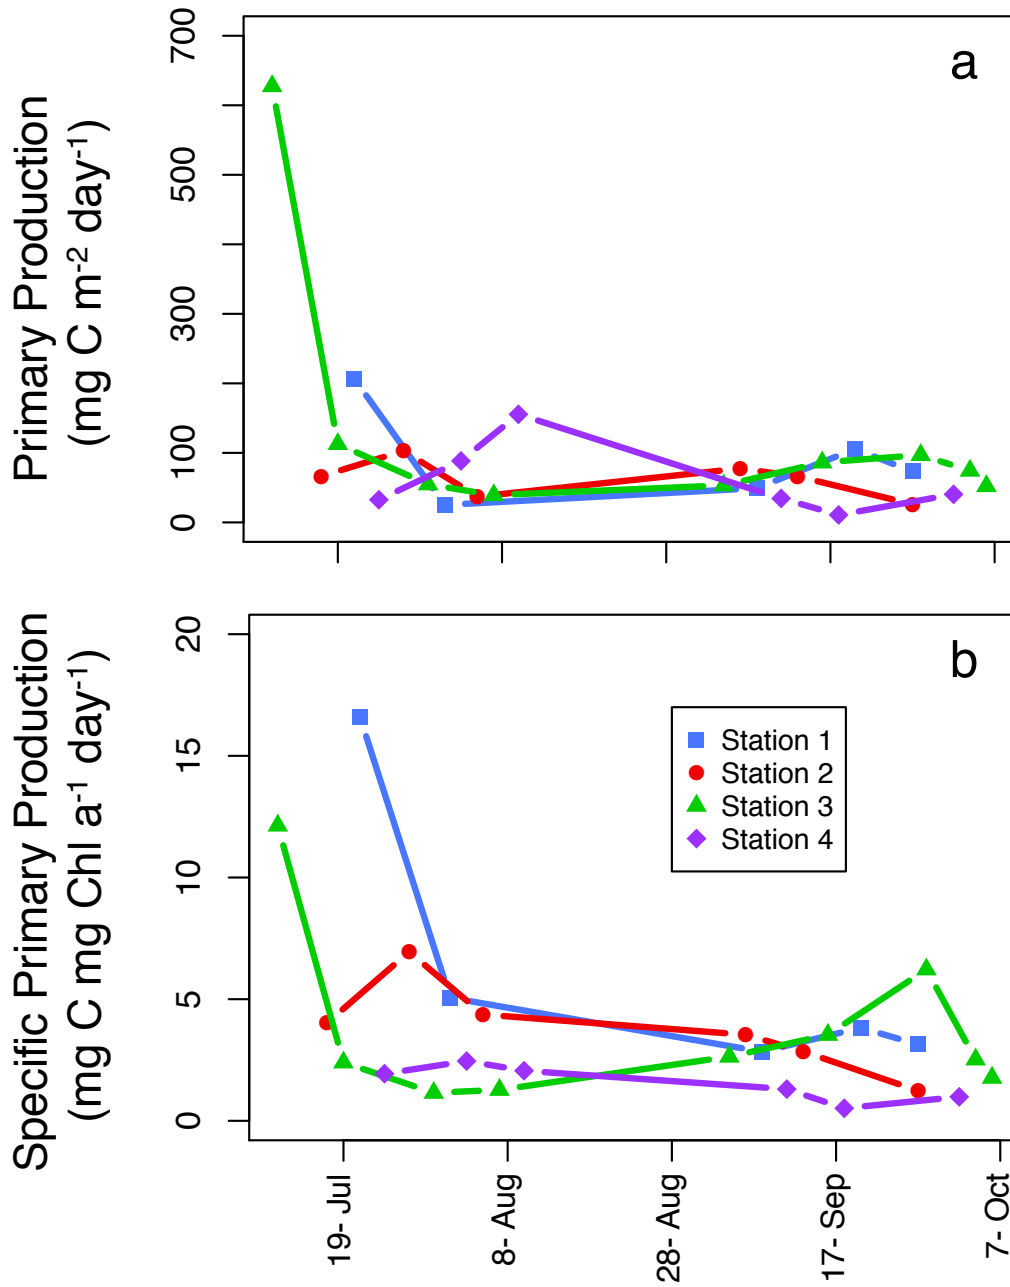 Primary Production
(mg C m⁻² day⁻¹)
700
500
300
100
0
a
Specific Primary Production
(mg C mg Chl a⁻¹ day⁻¹)
20
15
10
5
0
b
Station 1
Station 2
Station 3
Station 4
19- Jul
8- Aug
28- Aug
17- Sep
7- Oct